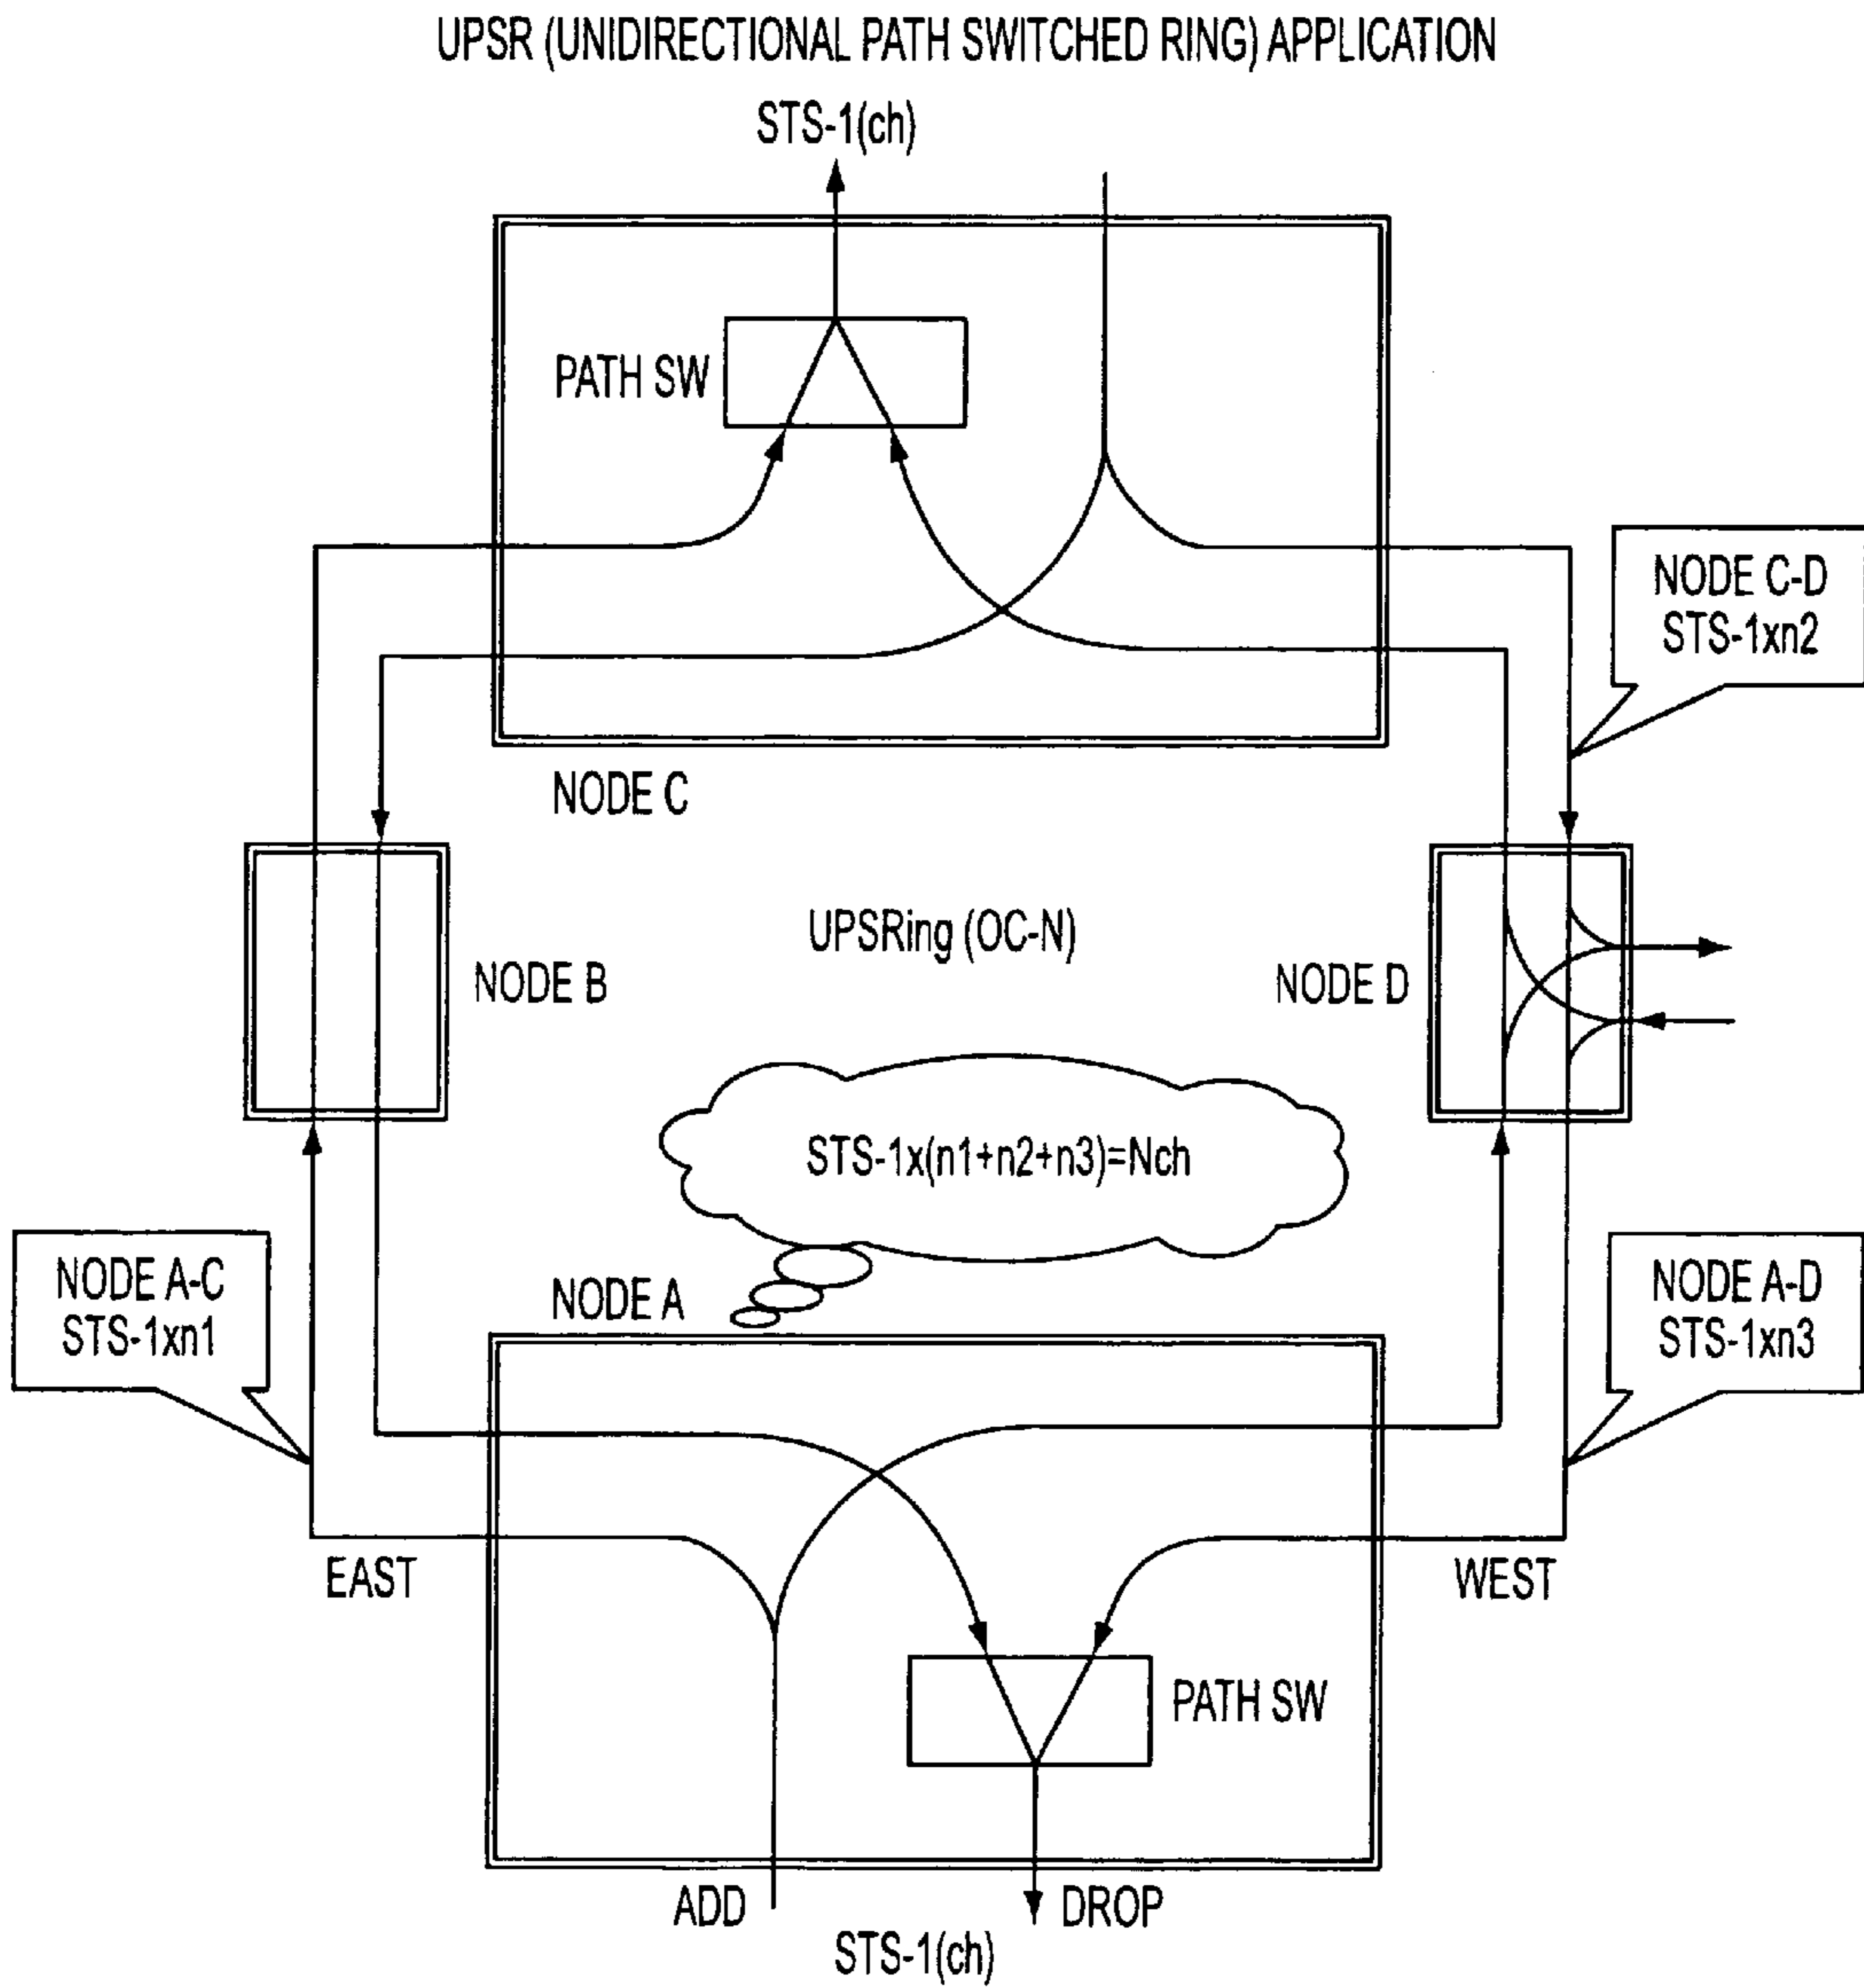 UPSR (UNIDIRECTIONAL PATH SWITCHED RING) APPLICATION
STS-1(ch)
PATH SW
NODE C-D
STS-1xn2
NODE C
UPSRing (OC-N)
NODE B
NODE D
STS-1x(n1+n2+n3)=Nch
NODE A-C
STS-1xn1
NODE A
NODE A-D
STS-1xn3
EAST
WEST
PATH SW
ADD
DROP
STS-1(ch)